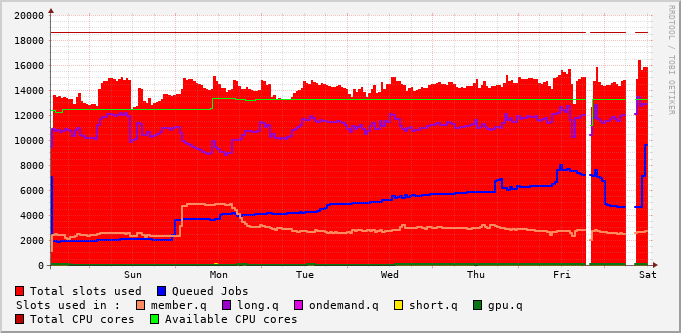 20000
18000
16000
14000
12000
10000
8000
6000
4000
2000
0
Sun Mon Tue Wed Thu Fri Sat
RRDTOOL / TOBI OETIKER
Total slots used Queued Jobs
Slots used in : member.q long.q ondemand.q short.q gpu.q
Total CPU cores Available CPU cores